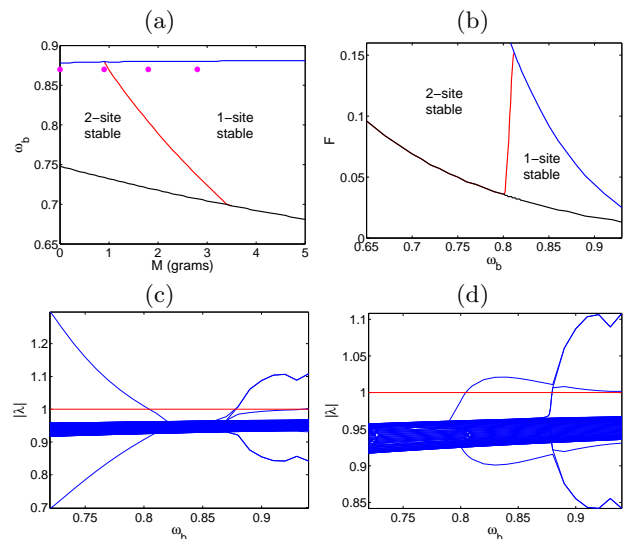 (a)
0.9
0.85
0.8
0.75
0.7
0.65
ω_b
2−site
stable
1−site
stable
0 1 2 3 4 5
M (grams)
(b)
0.15
0.1
0.05
0
F
2−site
stable
1−site
stable
0.65 0.7 0.75 0.8 0.85 0.9
ω_b
(c)
1.2
1.1
1
0.9
0.8
0.7
|λ|
0.75 0.8 0.85 0.9
ω_b
(d)
1.1
1.05
1
0.95
0.9
0.85
|λ|
0.75 0.8 0.85 0.9
ω_b